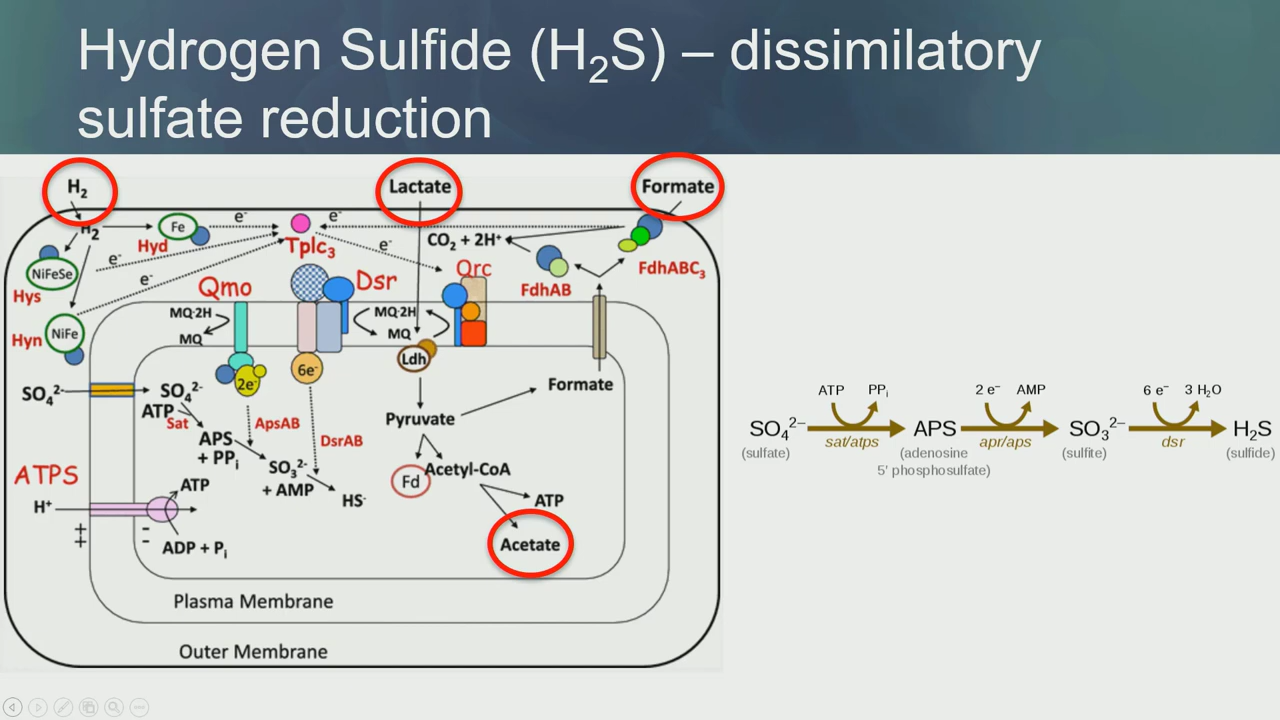 Hydrogen Sulfide (H₂S) – dissimilatory
sulfate reduction
H₂
Lactate
Formate
H₂
Fe
e⁻
e⁻
Hyd
Tplc₃
e⁻
CO₂ + 2H⁺
NiFeSe
e⁻
Hys
e⁻
Qmo
Dsr
Qrc
FdhAB
FdhABC₃
MQ·2H
MQ
MQ·2H
MQ
Hyn
NiFe
Ldh
2e⁻
6e⁻
SO₄²⁻
SO₄²⁻
ATP
Sat
ApsAB
DsrAB
APS
+ PPᵢ
SO₃²⁻
+ AMP
HS⁻
Pyruvate
Formate
Fd
Acetyl-CoA
ATP
Acetate
ATPS
H⁺
ATP
+
+
-
-
ADP + Pᵢ
Plasma Membrane
Outer Membrane
ATP PPᵢ 2 e⁻ AMP 6 e⁻ 3 H₂O
SO₄²⁻ APS SO₃²⁻ H₂S
sat/atps apr/aps dsr
(sulfate) (adenosine (sulfite) (sulfide)
5' phosphosulfate)